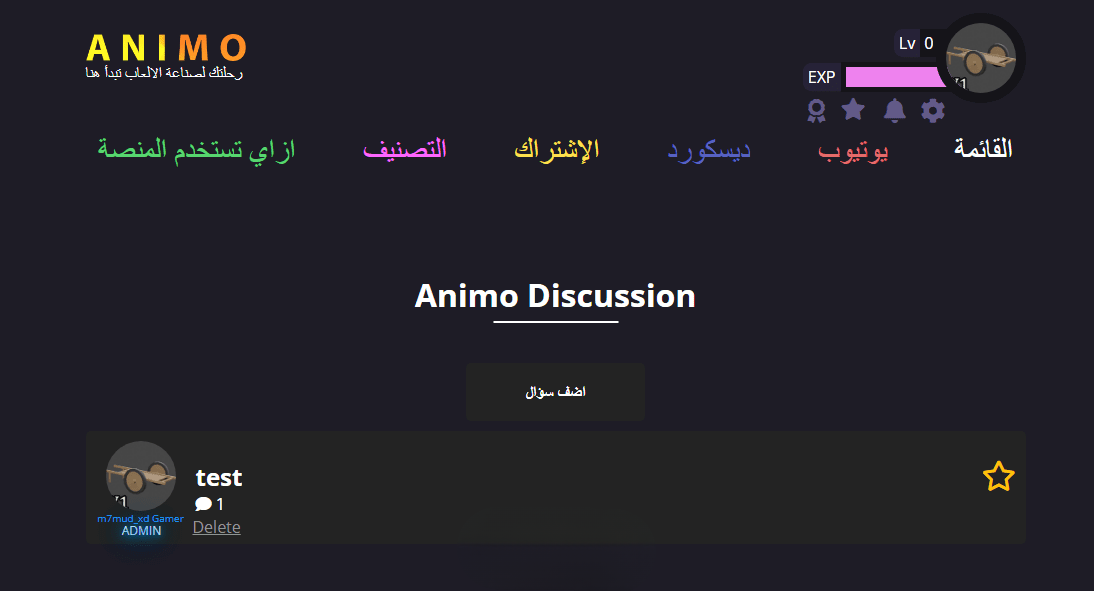 ANIMO
رحلتك لصناعة الالعاب تبدأ هنا
Lv 0
EXP
القائمة
يوتيوب
ديسكورد
الإشتراك
التصنيف
ازاي تستخدم المنصة
Animo Discussion
اضف سؤال
test
1
m7mud_xd Gamer
ADMIN
Delete